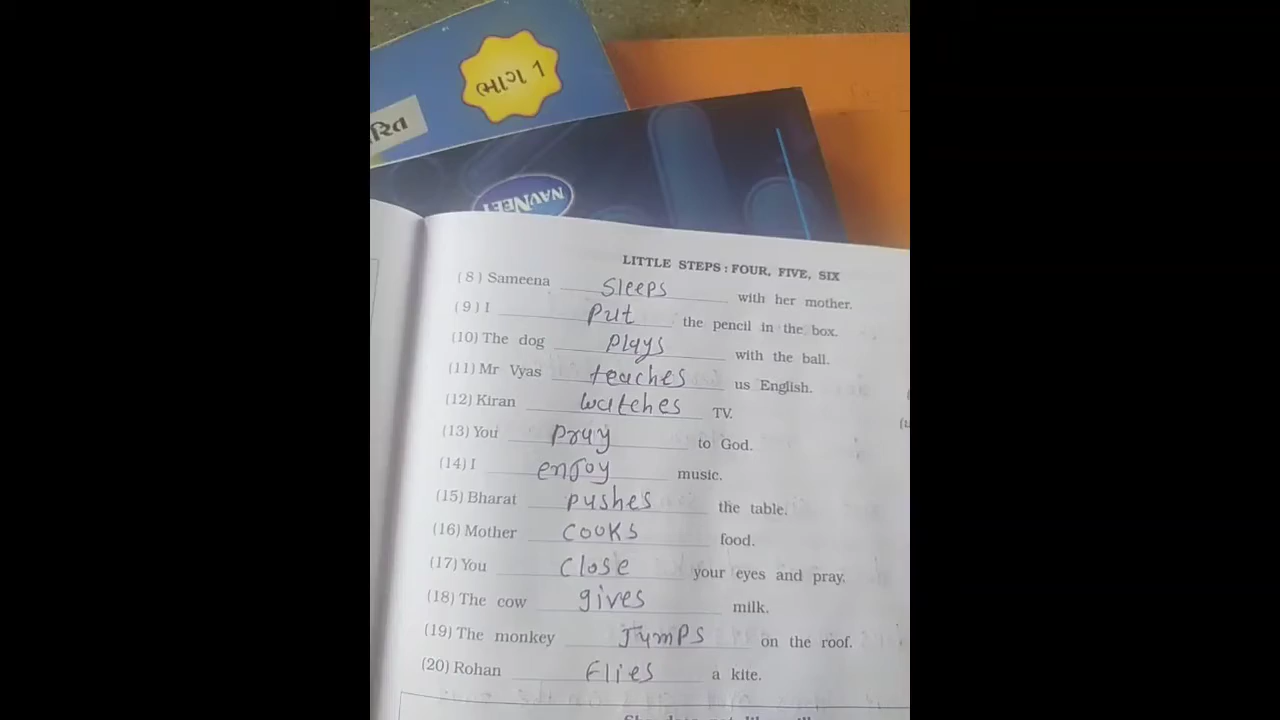 ભાગ 1
રિત
NAVNEET
LITTLE STEPS : FOUR, FIVE, SIX
(8) Sameena Sleeps with her mother.
(9) I Put the pencil in the box.
(10) The dog Plays with the ball.
(11) Mr Vyas teaches us English.
(12) Kiran watches TV.
(13) You Pray to God.
(14) I enjoy music.
(15) Bharat pushes the table.
(16) Mother cooks food.
(17) You Close your eyes and pray.
(18) The cow gives milk.
(19) The monkey Jumps on the roof.
(20) Rohan Flies a kite.